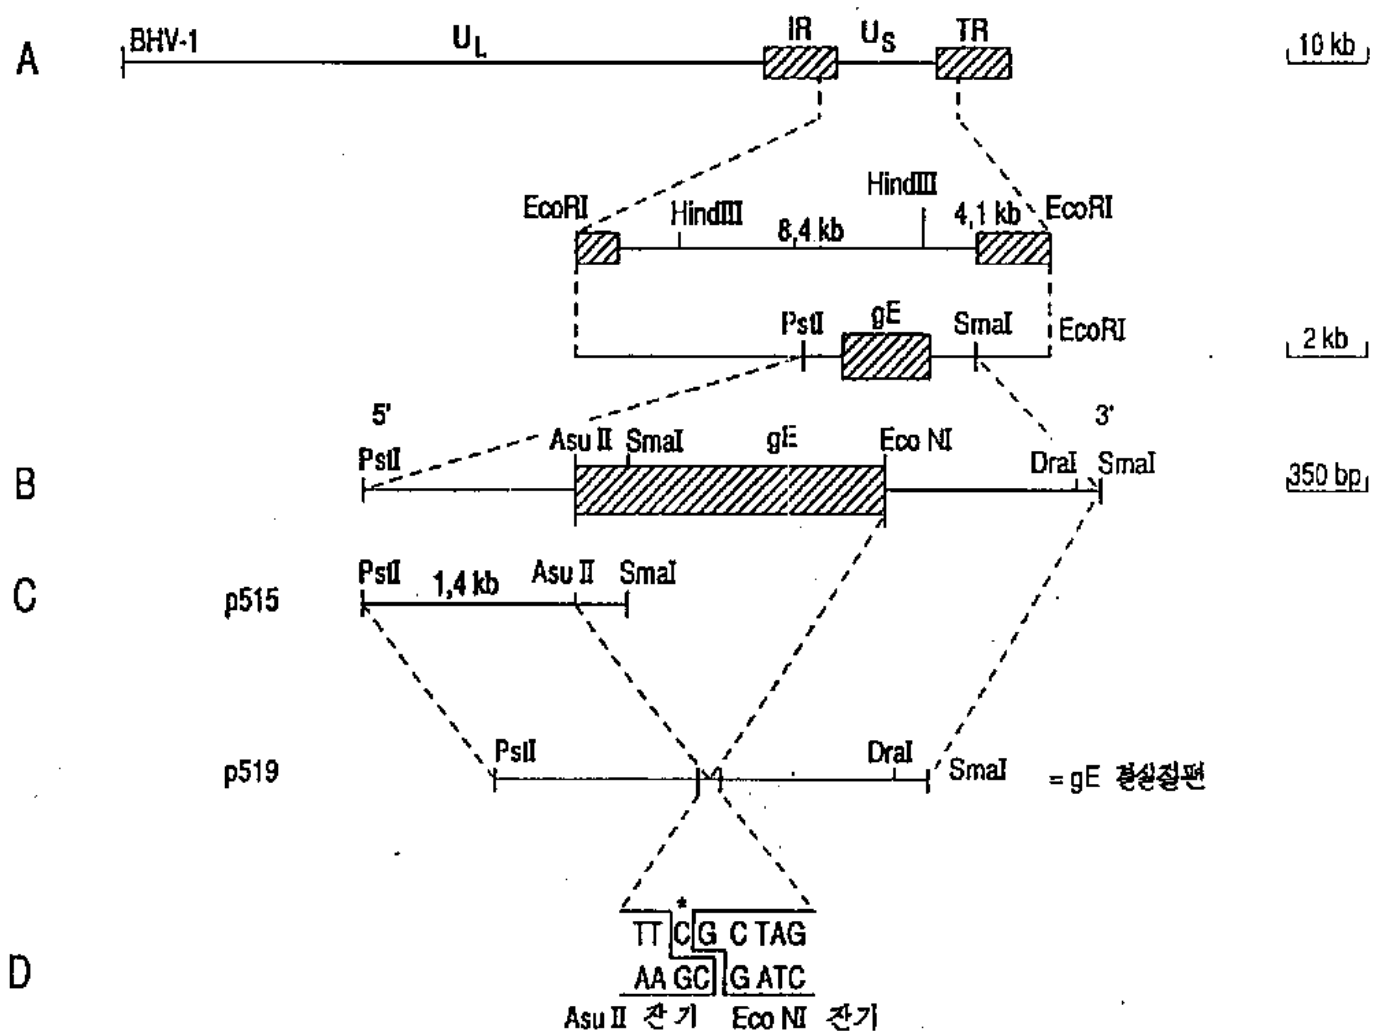 A
BHV-1
U_L
IR
U_S
TR
10 kb
EcoRI
HindIII
8,4 kb
HindIII
4,1 kb
EcoRI
PstI
gE
SmaI
EcoRI
2 kb
5'
3'
B
PstI
Asu II
SmaI
gE
Eco NI
DraI
SmaI
350 bp
C
p515
PstI
1,4 kb
Asu II
SmaI
p519
PstI
DraI
SmaI
= gE 결실절편
D
*
TT C G C TAG
AA GC G ATC
Asu II 잔기 Eco NI 잔기